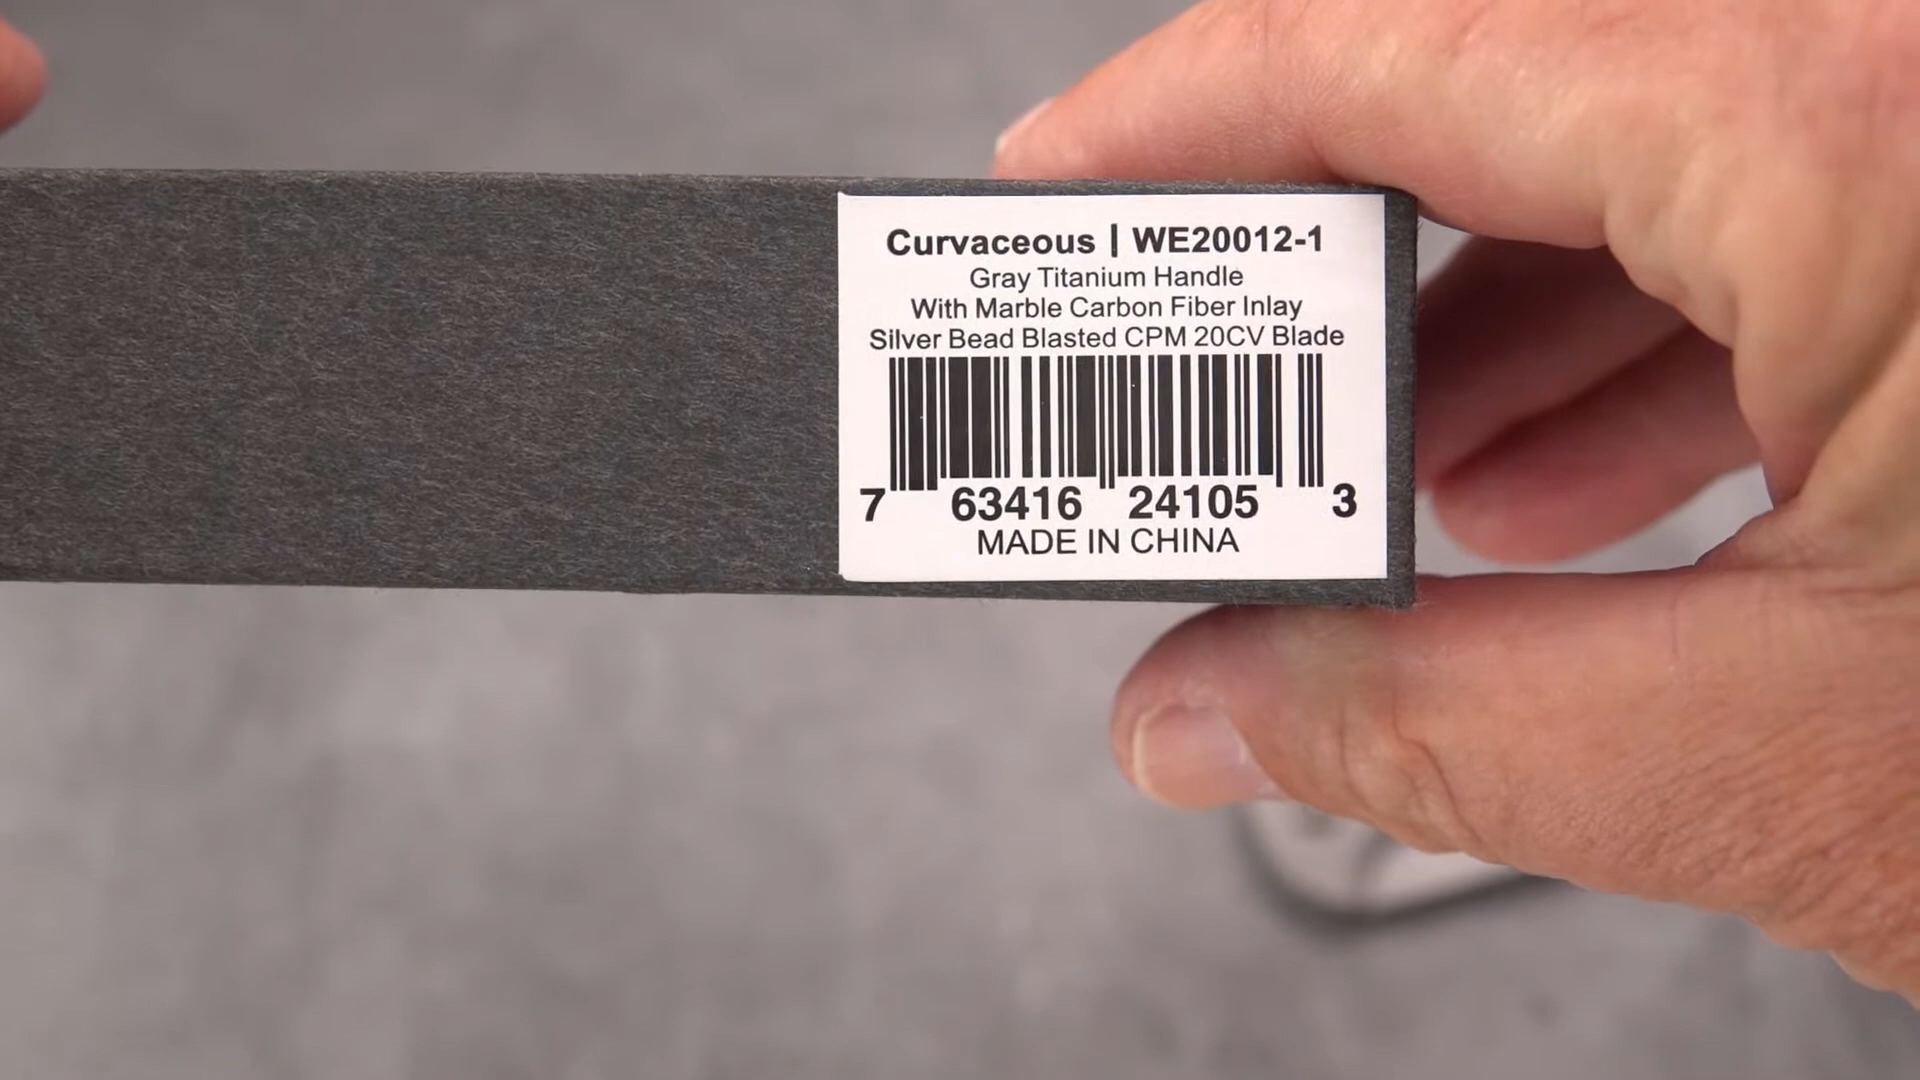 Curvaceous | WE20012-1
Gray Titanium Handle
With Marble Carbon Fiber Inlay
Silver Bead Blasted CPM 20CV Blade
7 63416 24105 3
MADE IN CHINA